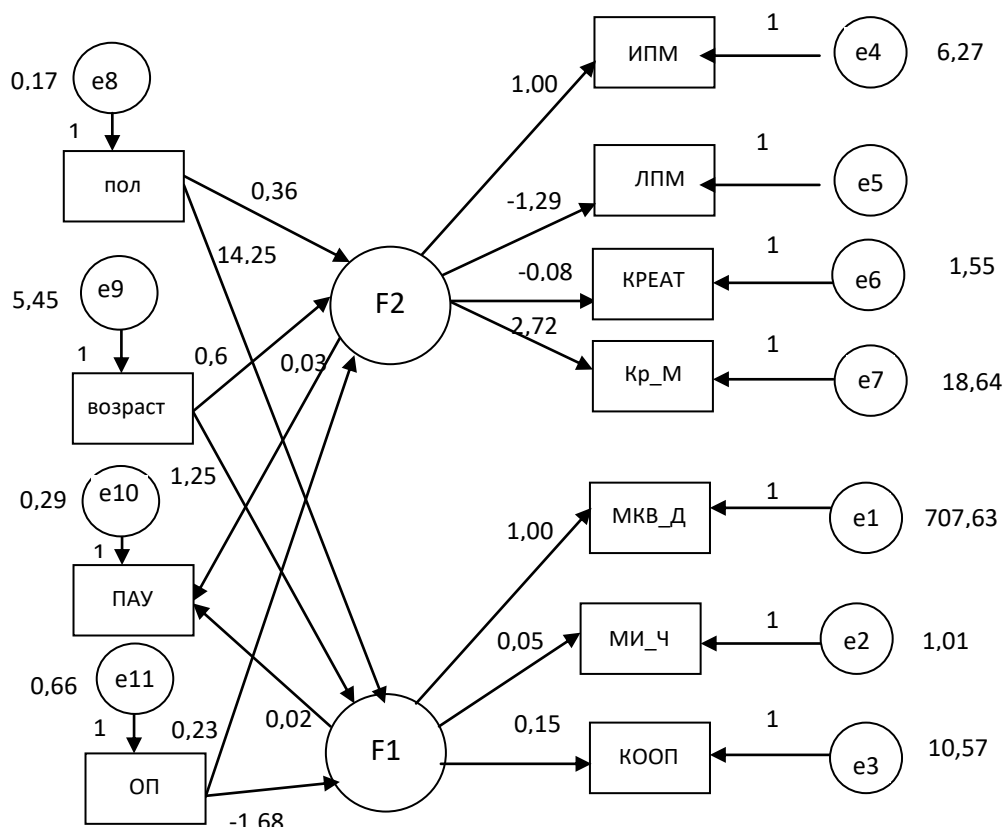 ИПМ
1
e4
6,27
0,17
e8
1
1,00
пол
ЛПМ
1
e5
0,36
-1,29
14,25
F2
-0,08
КРЕАТ
1
e6
1,55
5,45
e9
1
0,6
0,03
2,72
Кр_М
1
e7
18,64
возраст
0,29
e10
1
1,25
1,00
МКВ_Д
1
e1
707,63
ПАУ
0,05
МИ_Ч
1
e2
1,01
0,66
e11
1
0,23
0,02
F1
0,15
КООП
1
e3
10,57
ОП
-1,68